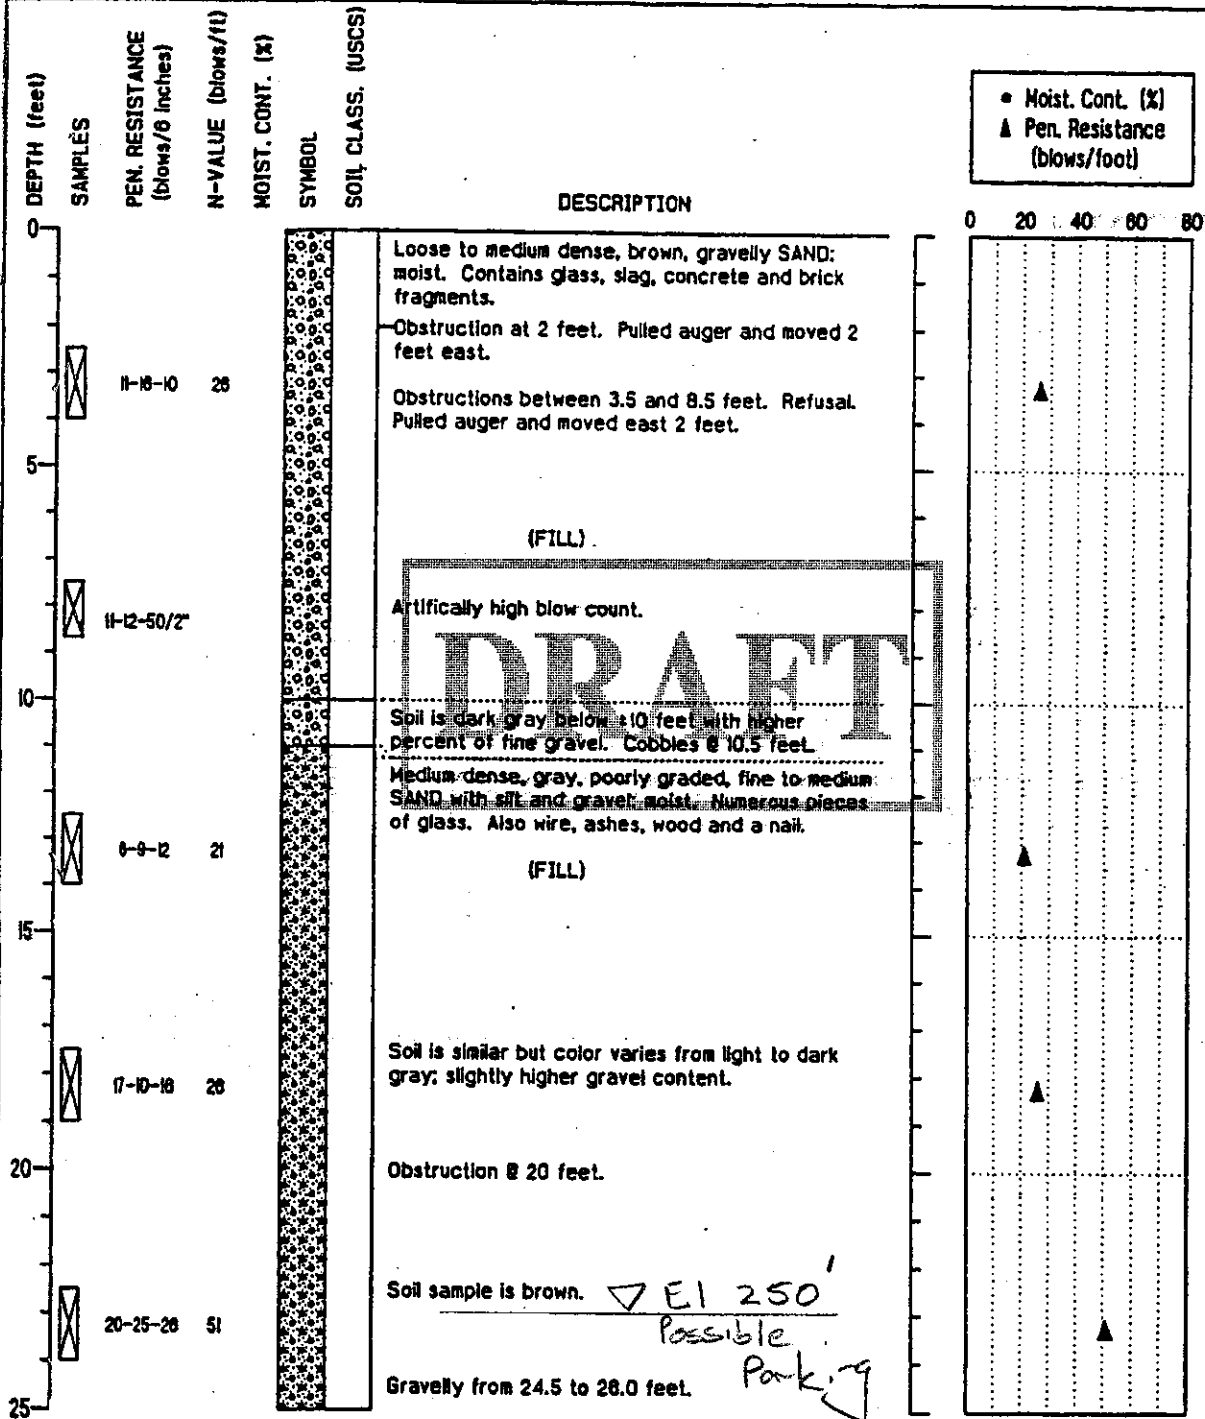 DEPTH (feet)
SAMPLES
PEN. RESISTANCE
(blows/6 inches)
N-VALUE (blows/ft)
MOIST. CONT. (%)
SYMBOL
SOIL CLASS. (USCS)
DESCRIPTION
• Moist. Cont. (%)
▲ Pen. Resistance
(blows/foot)
0 20 40 60 80
0
Loose to medium dense, brown, gravelly SAND;
moist. Contains glass, slag, concrete and brick
fragments.
Obstruction at 2 feet. Pulled auger and moved 2
feet east.
11-16-10 26
Obstructions between 3.5 and 8.5 feet. Refusal.
Pulled auger and moved east 2 feet.
5
(FILL)
Artifically high blow count.
11-12-50/2"
DRAFT
10
Soil is dark gray below ±10 feet with higher
percent of fine gravel. Cobbles @ 10.5 feet.
Medium dense, gray, poorly graded, fine to medium
SAND with silt and gravel; moist. Numerous pieces
of glass. Also wire, ashes, wood and a nail.
-9-12 21
(FILL)
15
Soil is similar but color varies from light to dark
gray; slightly higher gravel content.
17-10-16 26
20
Obstruction @ 20 feet.
Soil sample is brown. ▽ El 250'
Possible
Parking
20-25-26 51
Gravelly from 24.5 to 26.0 feet.
25